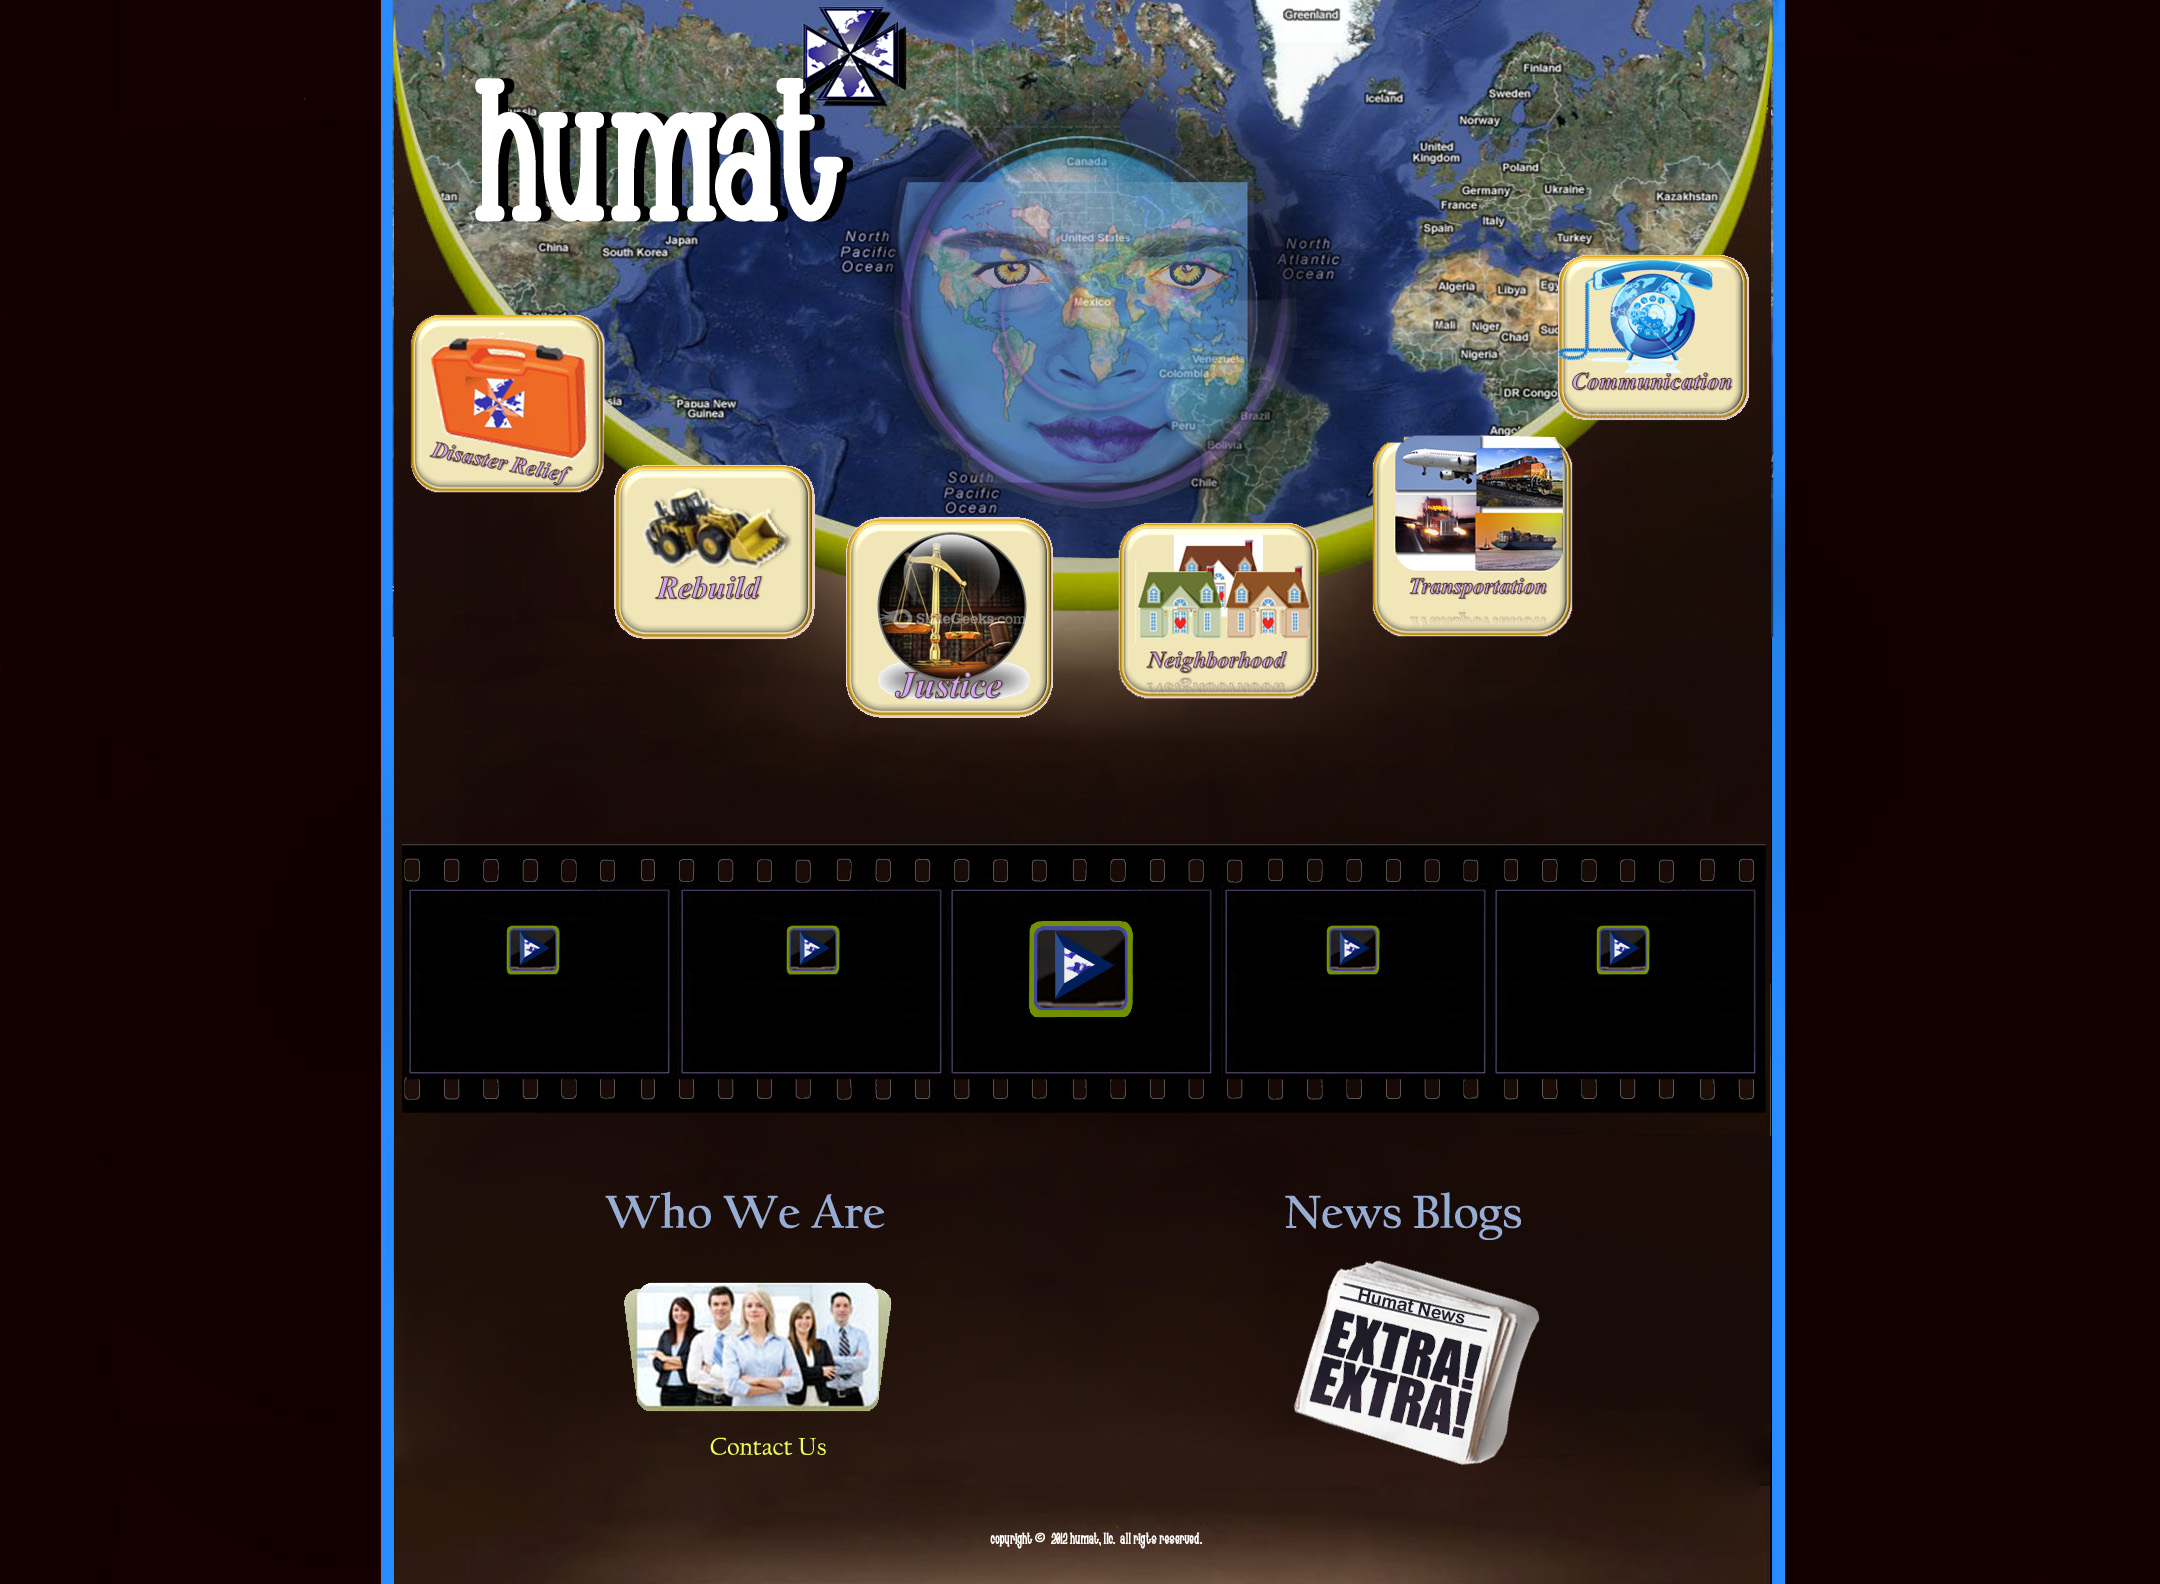 humat
Greenland
Finland
Iceland
Sweden
Norway
United
Kingdom
Poland
Germany
Ukraine
France
Kazakhstan
Italy
Spain
Turkey
Canada
United States
Mexico
China
South Korea
Japan
North
Pacific
Ocean
North
Atlantic
Ocean
Algeria
Libya
Mali
Niger
Chad
Nigeria
Venezuela
Colombia
DR Congo
Papua New
Guinea
Brazil
Peru
Bolivia
Chile
South
Pacific
Ocean
Communication
Disaster Relief
Rebuild
SlideGeeks.com
Justice
Neighborhood
Transportation
Who We Are
News Blogs
Humat News
EXTRA!
EXTRA!
Contact Us
copyright © 2012 humat, llc. all rigts reserved.